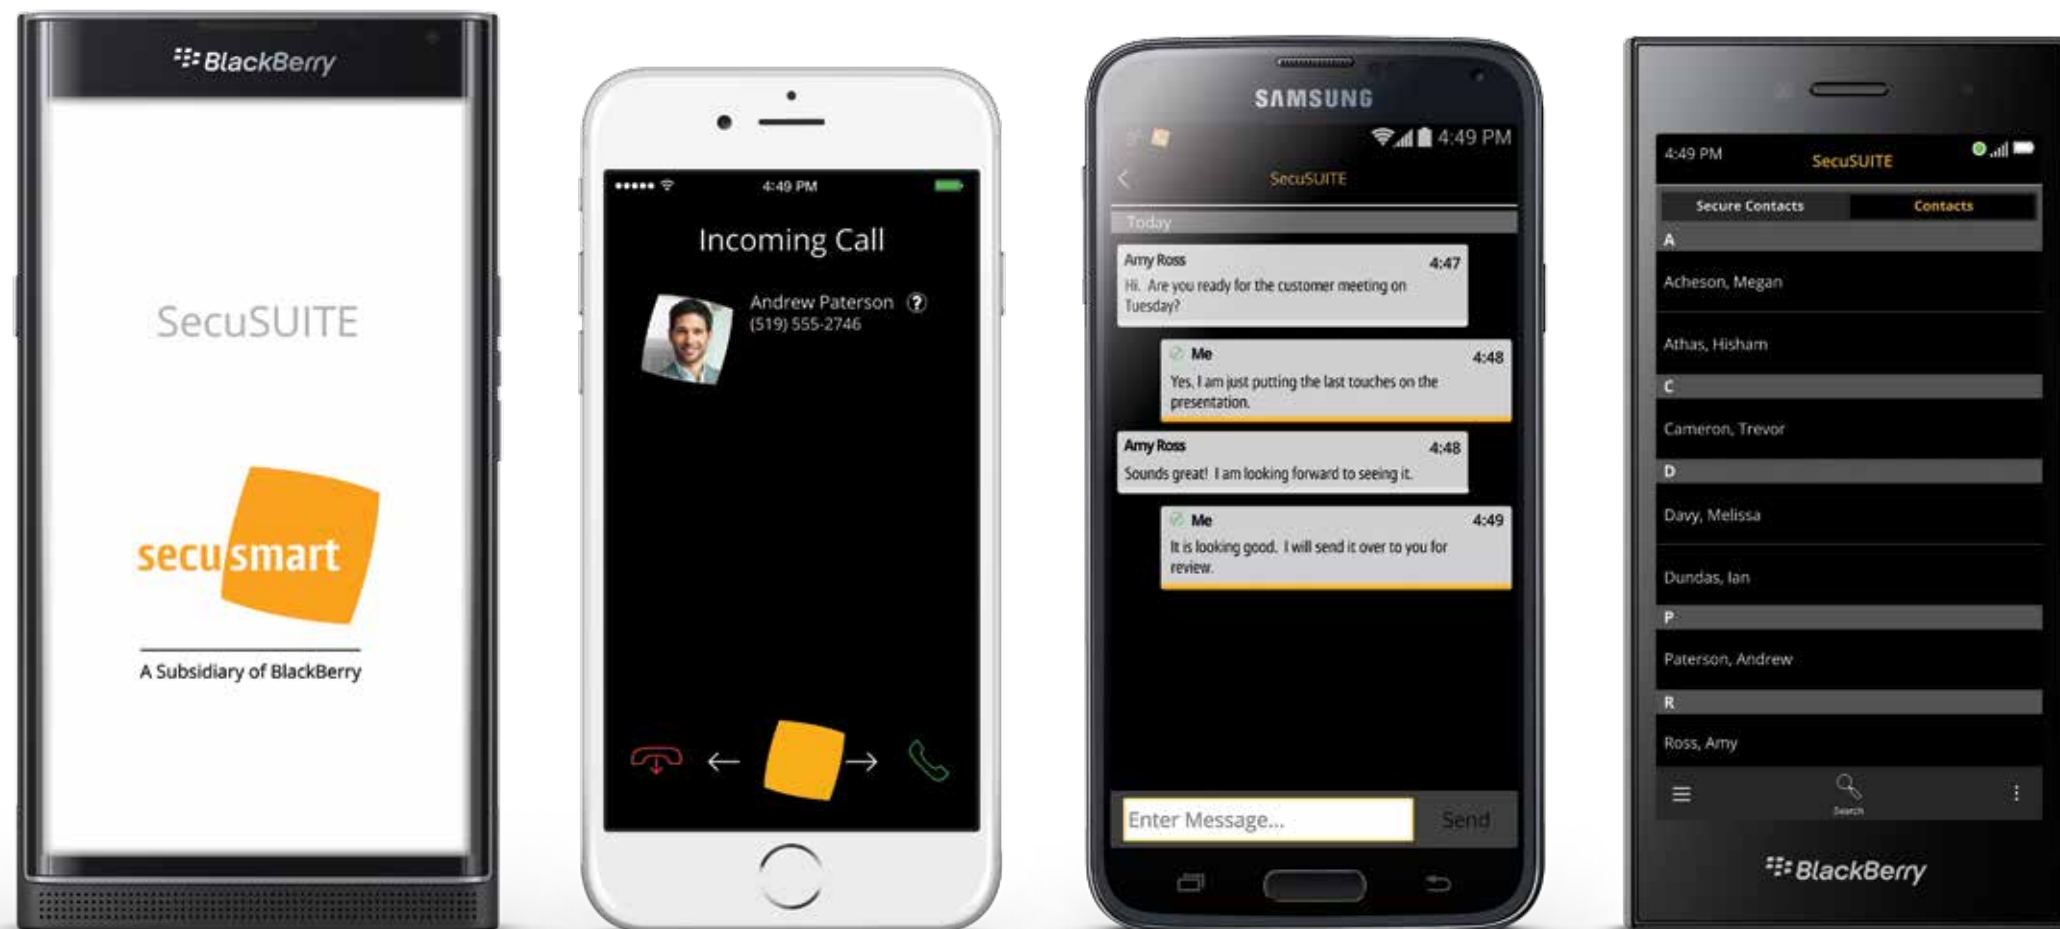 BlackBerry
SecuSUITE
secusmart
A Subsidiary of BlackBerry
4:49 PM
Incoming Call
Andrew Paterson ?
(519) 555-2746
SAMSUNG
4:49 PM
SecuSUITE
Today
Amy Ross 4:47
Hi. Are you ready for the customer meeting on
Tuesday?
Me 4:48
Yes, I am just putting the last touches on the
presentation.
Amy Ross 4:48
Sounds great! I am looking forward to seeing it.
Me 4:49
It is looking good. I will send it over to you for
review.
Enter Message...
Send
4:49 PM
SecuSUITE
Secure Contacts Contacts
A
Acheson, Megan
Athas, Hisham
C
Cameron, Trevor
D
Davy, Melissa
Dundas, Ian
P
Paterson, Andrew
R
Ross, Amy
Search
BlackBerry